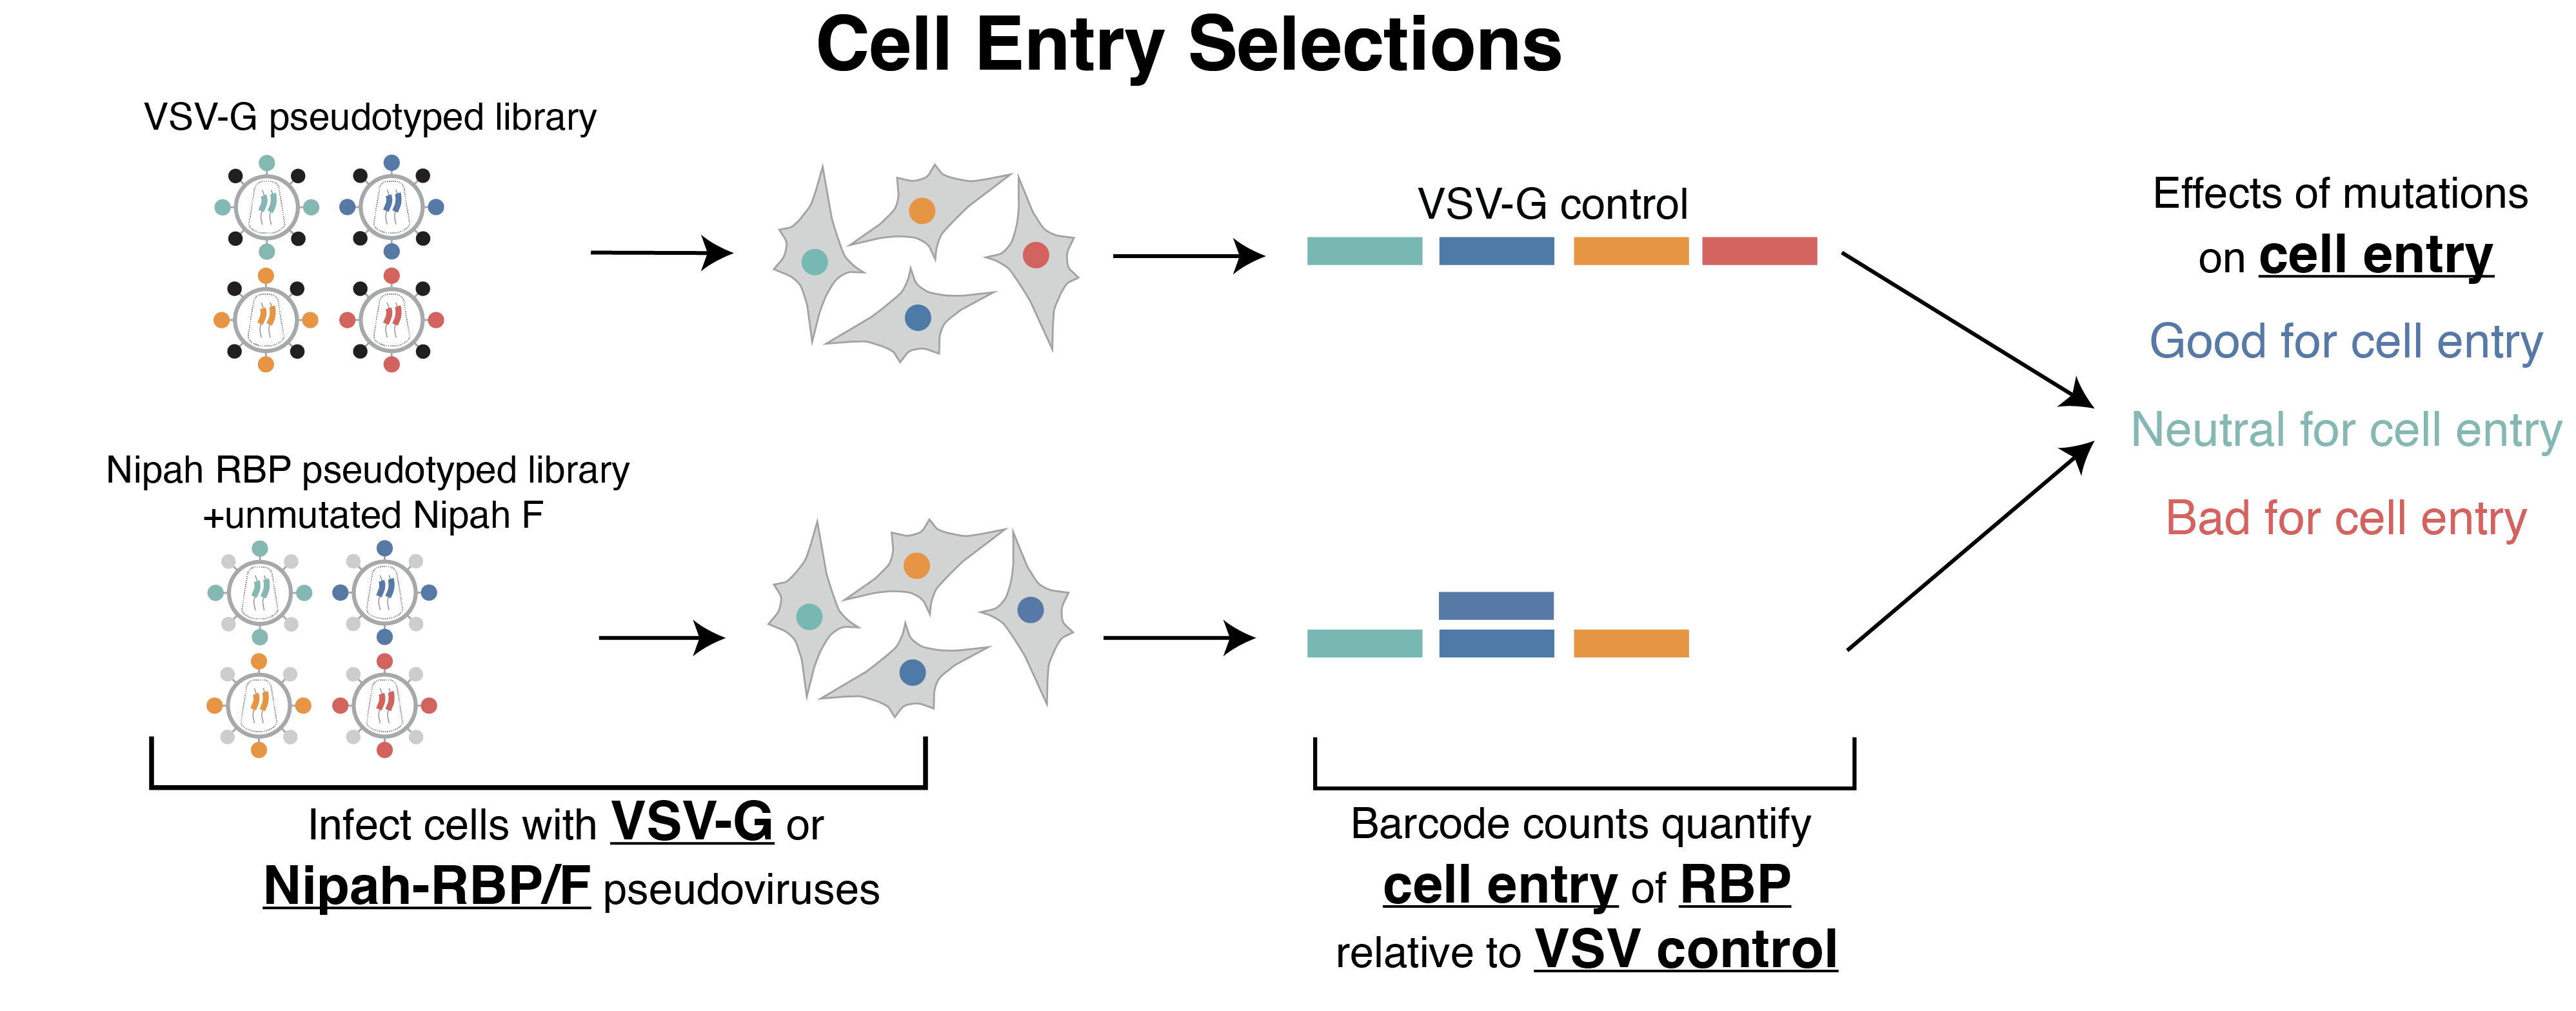 Cell Entry Selections
VSV-G pseudotyped library
VSV-G control
Effects of mutations
on cell entry
Good for cell entry
Neutral for cell entry
Bad for cell entry
Nipah RBP pseudotyped library
+unmutated Nipah F
Infect cells with VSV-G or
Nipah-RBP/F pseudoviruses
Barcode counts quantify
cell entry of RBP
relative to VSV control